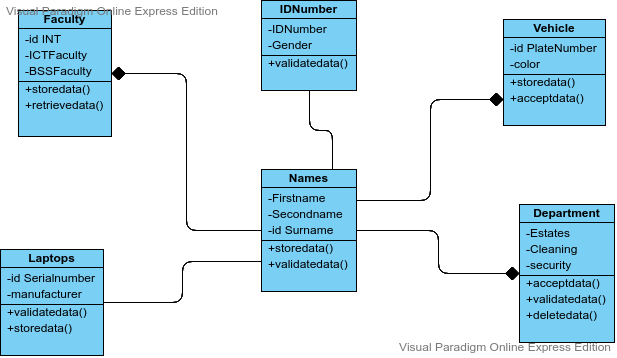 Visual Paradigm Online Express Edition
Faculty
-id INT
-ICTFaculty
-BSSFaculty
+storedata()
+retrievedata()
IDNumber
-IDNumber
-Gender
+validatedata()
Vehicle
-id PlateNumber
-color
+storedata()
+acceptdata()
Names
-Firstname
-Secondname
-id Surname
+storedata()
+validatedata()
Department
-Estates
-Cleaning
-security
+acceptdata()
+validatedata()
+deletedata()
Laptops
-id Serialnumber
-manufacturer
+validatedata()
+storedata()
Visual Paradigm Online Express Edition